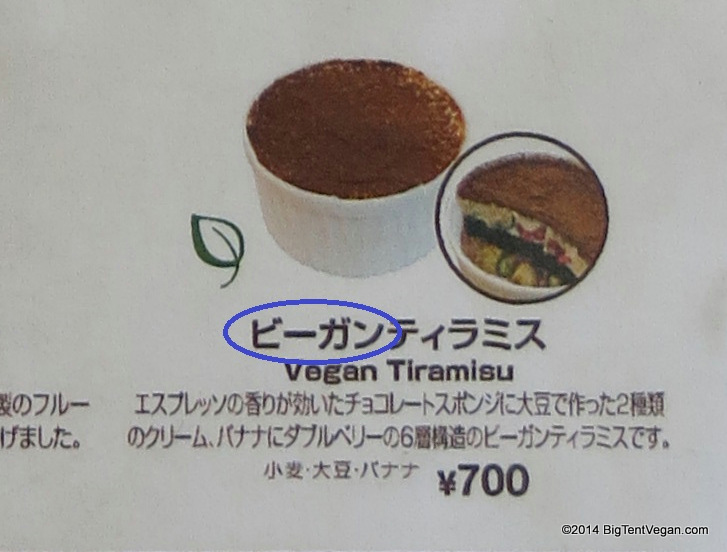 ビーガンティラミス
Vegan Tiramisu
製のフルー
げました。
エスプレッソの香りが効いたチョコレートスポンジに大豆で作った2種類
のクリーム、バナナにダブルベリーの6層構造のビーガンティラミスです。
小麦・大豆・バナナ
¥700
©2014 BigTentVegan.com